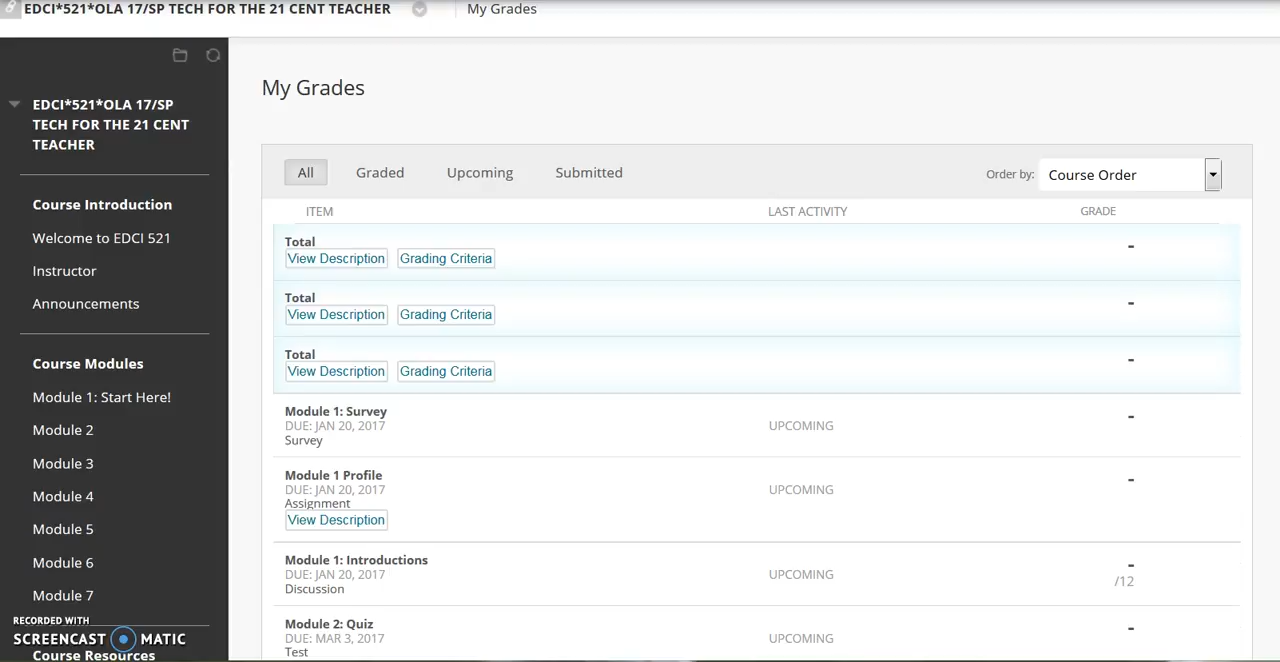 EDCI*521*OLA 17/SP TECH FOR THE 21 CENT TEACHER
My Grades
EDCI*521*OLA 17/SP
TECH FOR THE 21 CENT
TEACHER
Course Introduction
Welcome to EDCI 521
Instructor
Announcements
Course Modules
Module 1: Start Here!
Module 2
Module 3
Module 4
Module 5
Module 6
Module 7
RECORDED WITH
SCREENCAST MATIC
Course Resources
My Grades
All Graded Upcoming Submitted Order by: Course Order
ITEM LAST ACTIVITY GRADE
Total -
View Description Grading Criteria
Total -
View Description Grading Criteria
Total -
View Description Grading Criteria
Module 1: Survey -
DUE: JAN 20, 2017 UPCOMING
Survey
Module 1 Profile -
DUE: JAN 20, 2017 UPCOMING
Assignment
View Description
Module 1: Introductions -
DUE: JAN 20, 2017 UPCOMING /12
Discussion
Module 2: Quiz -
DUE: MAR 3, 2017 UPCOMING
Test